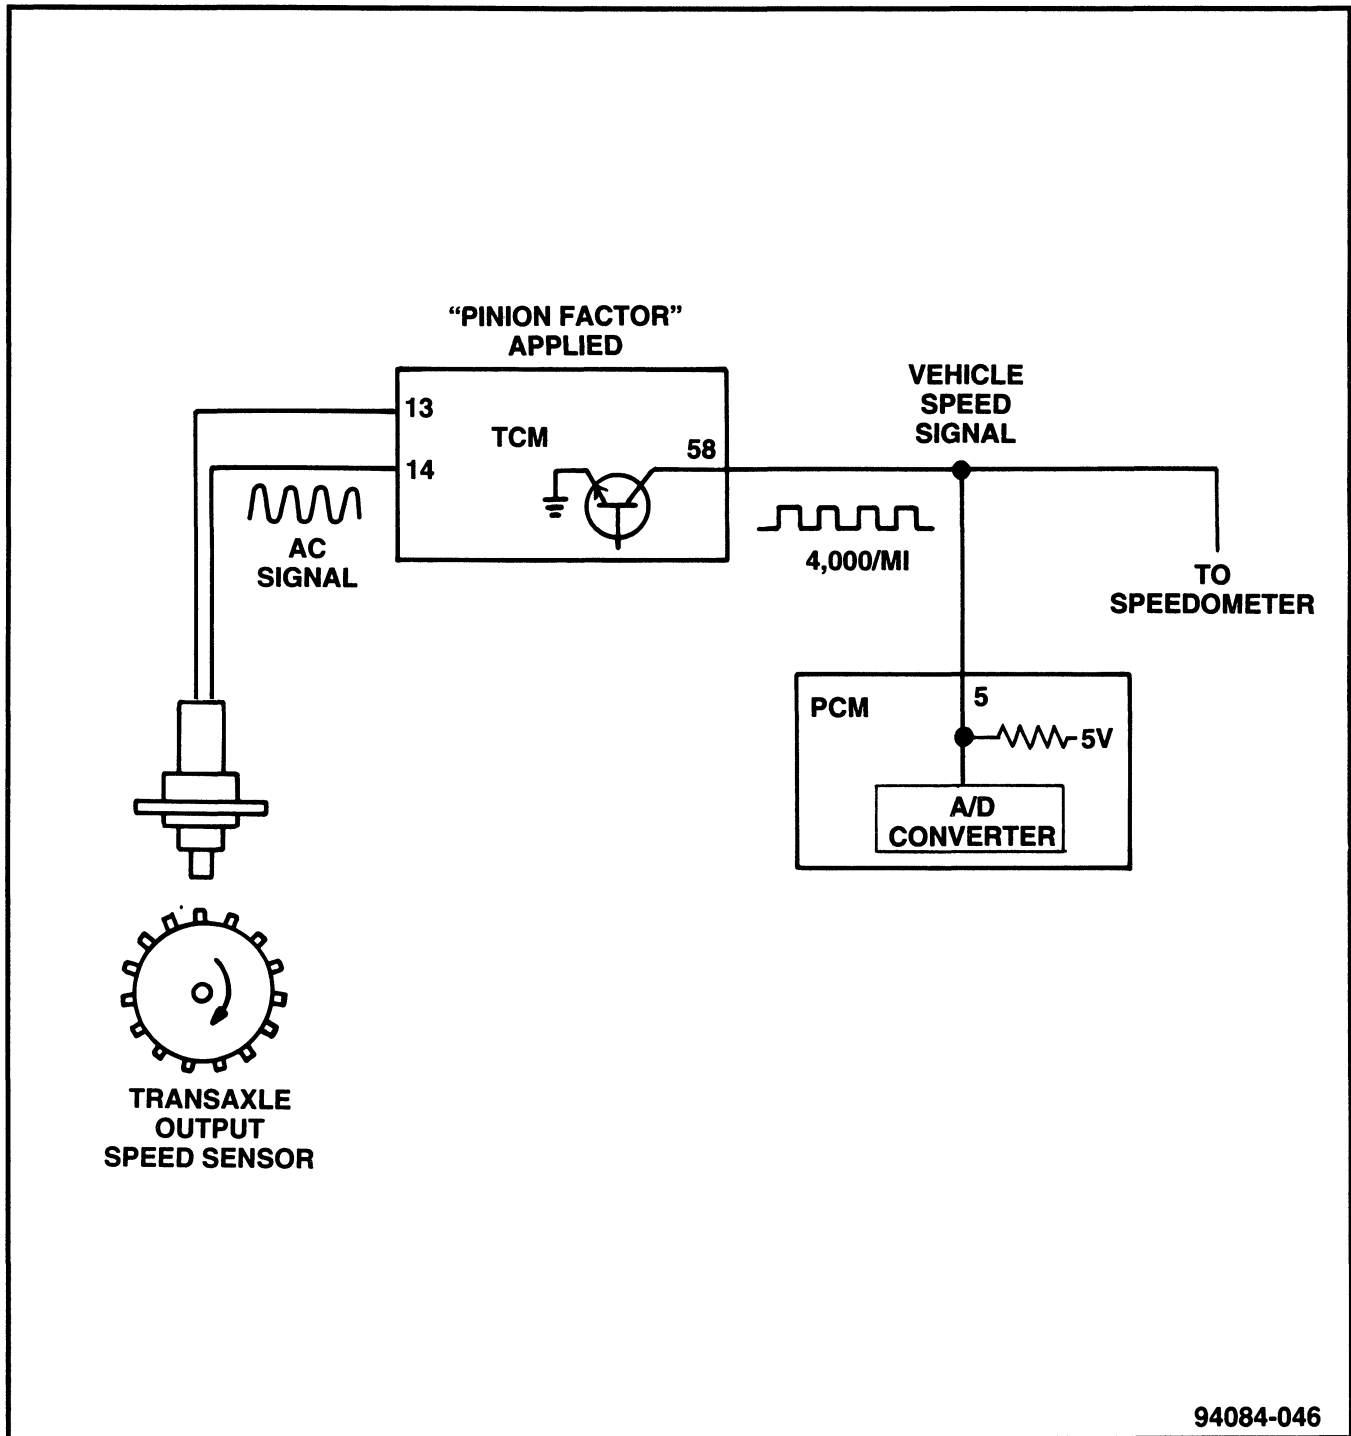 “PINION FACTOR”
APPLIED
13
TCM
14
58
AC
SIGNAL
VEHICLE
SPEED
SIGNAL
4,000/MI
TO
SPEEDOMETER
PCM
5
5V
A/D
CONVERTER
TRANSAXLE
OUTPUT
SPEED SENSOR
94084-046